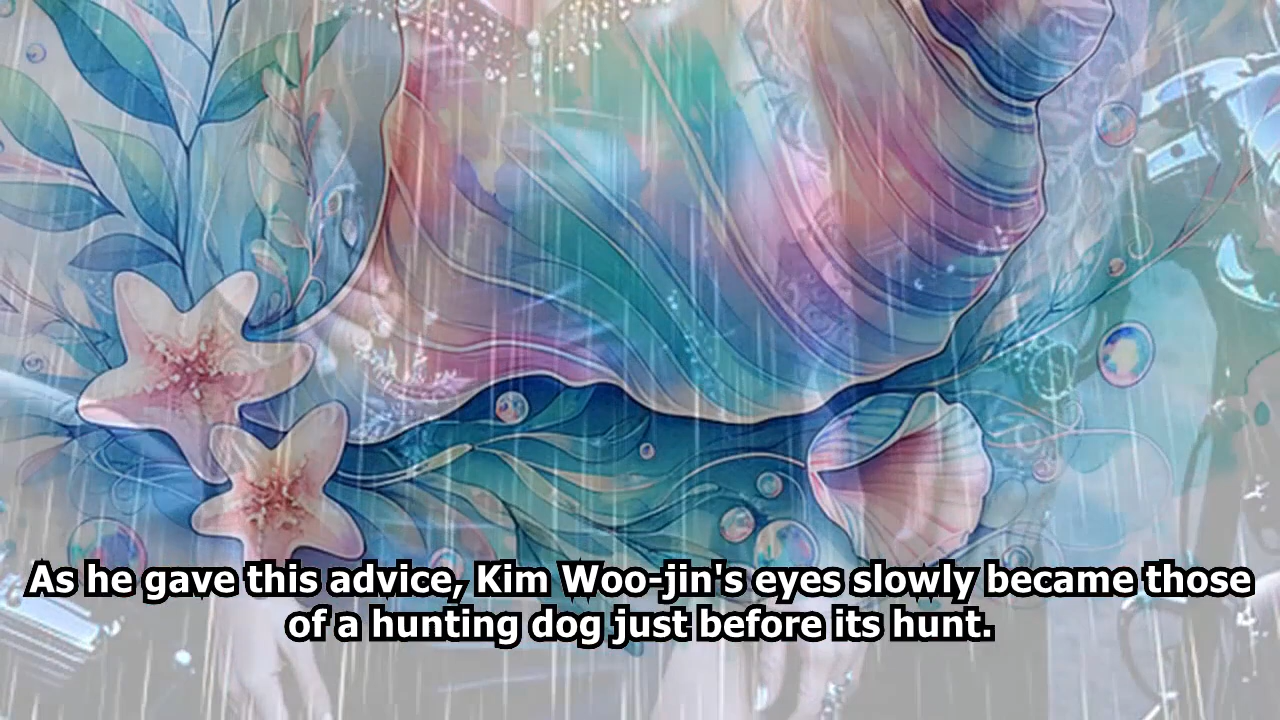 As he gave this advice, Kim Woo-jin's eyes slowly became those
of a hunting dog just before its hunt.